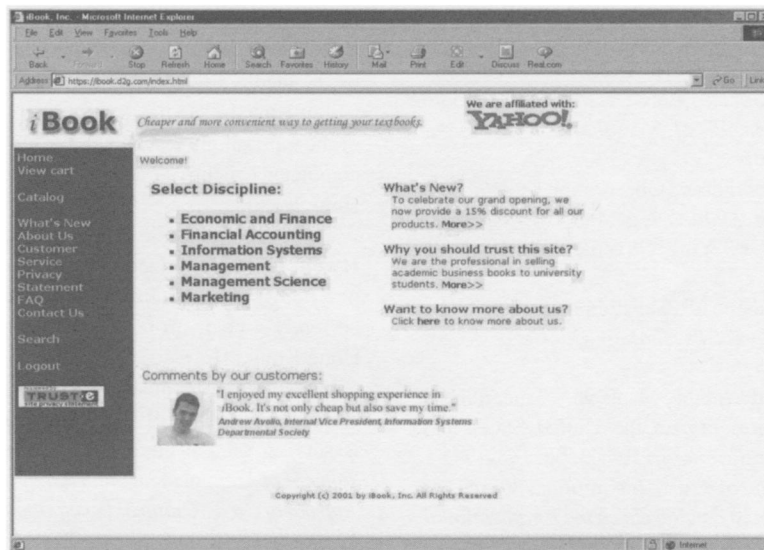 iBook, Inc. - Microsoft Internet Explorer
File Edit View Favorites Tools Help
Back Forward Stop Refresh Home Search Favorites History Mail Print Edit Discuss Real.com
Address https://ibook.d2g.com/index.html Go Link
iBook
Cheaper and more convenient way to getting your textbooks.
We are affiliated with:
YAHOO!
Home
View cart
Catalog
What's New
About Us
Customer
Service
Privacy
Statement
FAQ
Contact Us
Search
Logout
TRUST e
Welcome!
Select Discipline:
Economic and Finance
Financial Accounting
Information Systems
Management
Management Science
Marketing
What's New?
To celebrate our grand opening, we
now provide a 15% discount for all our
products. More>>
Why you should trust this site?
We are the professional in selling
academic business books to university
students. More>>
Want to know more about us?
Click here to know more about us.
Comments by our customers:
"I enjoyed my excellent shopping experience in
iBook. It's not only cheap but also save my time."
Andrew Avolio, Internal Vice President, Information Systems
Departmental Society
Copyright (c) 2001 by iBook, Inc. All Rights Reserved
Internet